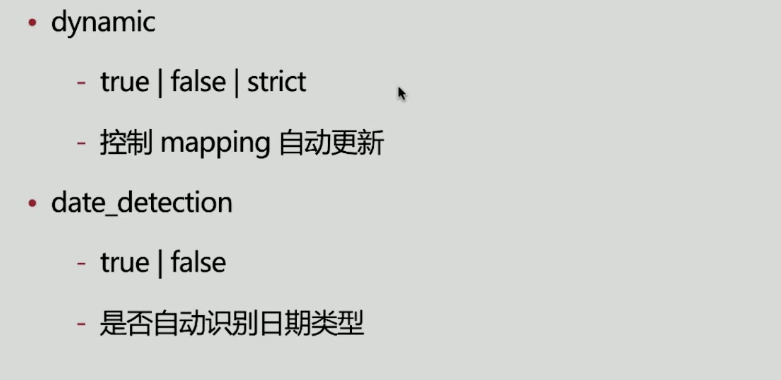 • dynamic
- true | false | strict
- 控制 mapping 自动更新
• date_detection
- true | false
- 是否自动识别日期类型